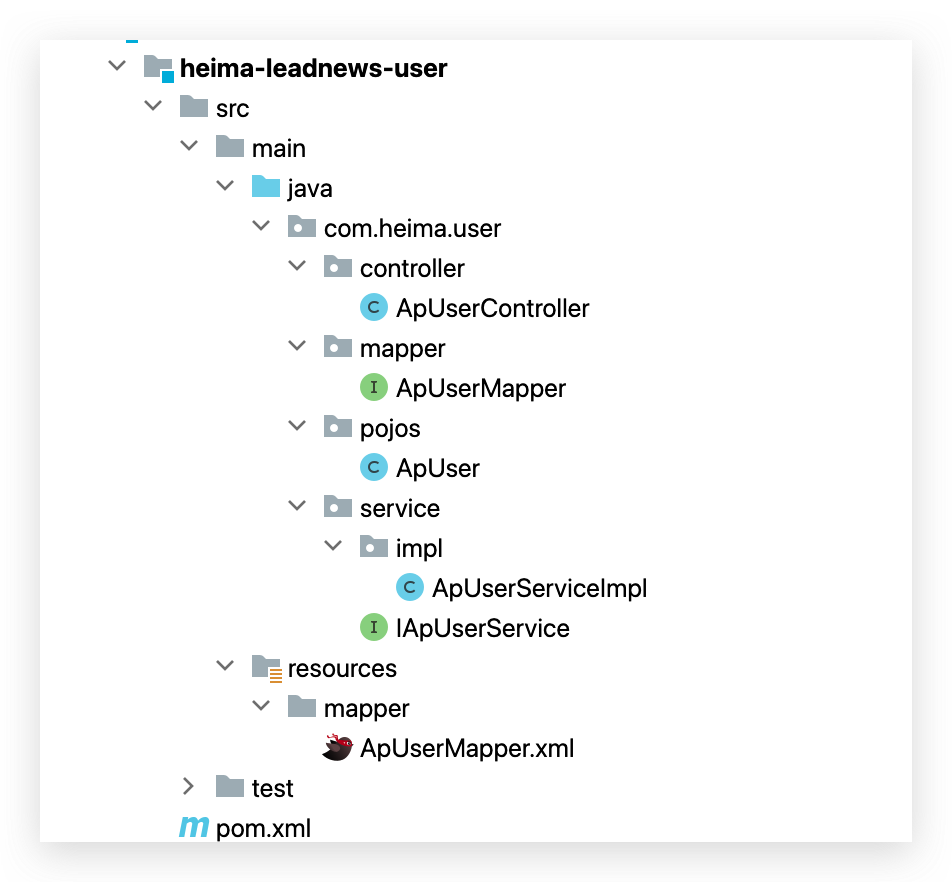 heima-leadnews-user
src
main
java
com.heima.user
controller
C ApUserController
mapper
I ApUserMapper
pojos
C ApUser
service
impl
C ApUserServiceImpl
I IApUserService
resources
mapper
ApUserMapper.xml
test
m pom.xml